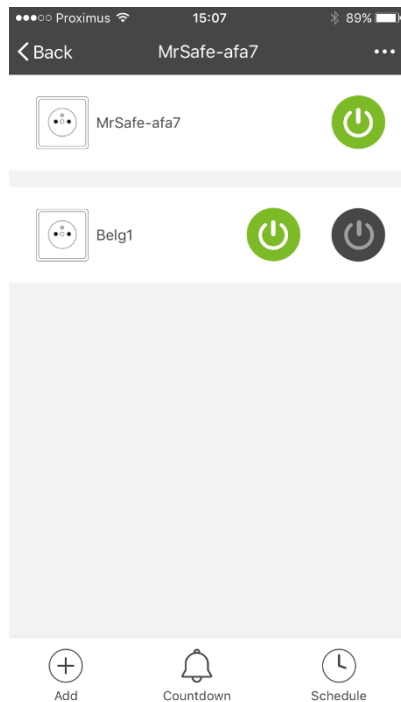 Proximus 15:07 89%
Back MrSafe-afa7
MrSafe-afa7
Belg1
Add Countdown Schedule